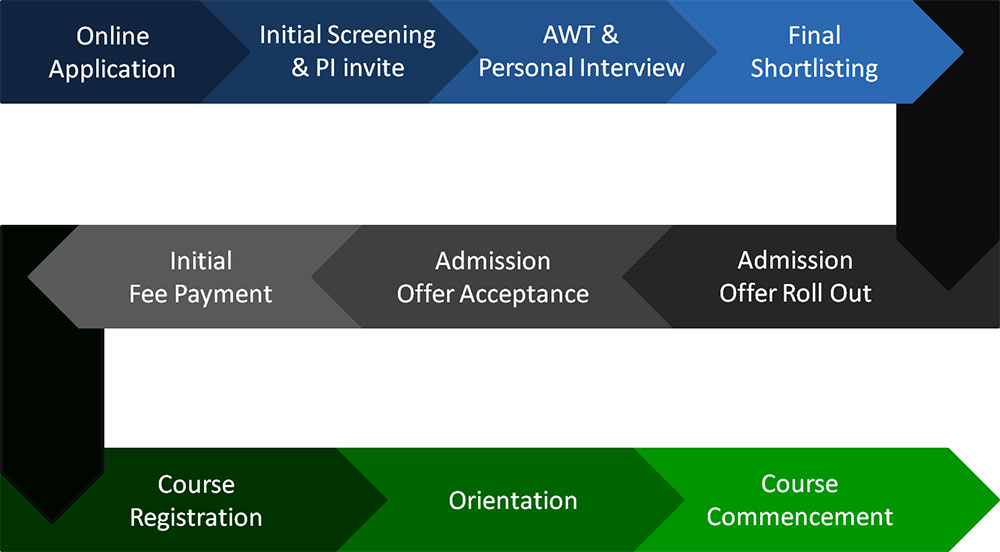 Online
Application
Initial Screening
& PI invite
AWT &
Personal Interview
Final
Shortlisting
Admission
Offer Roll Out
Admission
Offer Acceptance
Initial
Fee Payment
Course
Registration
Orientation
Course
Commencement